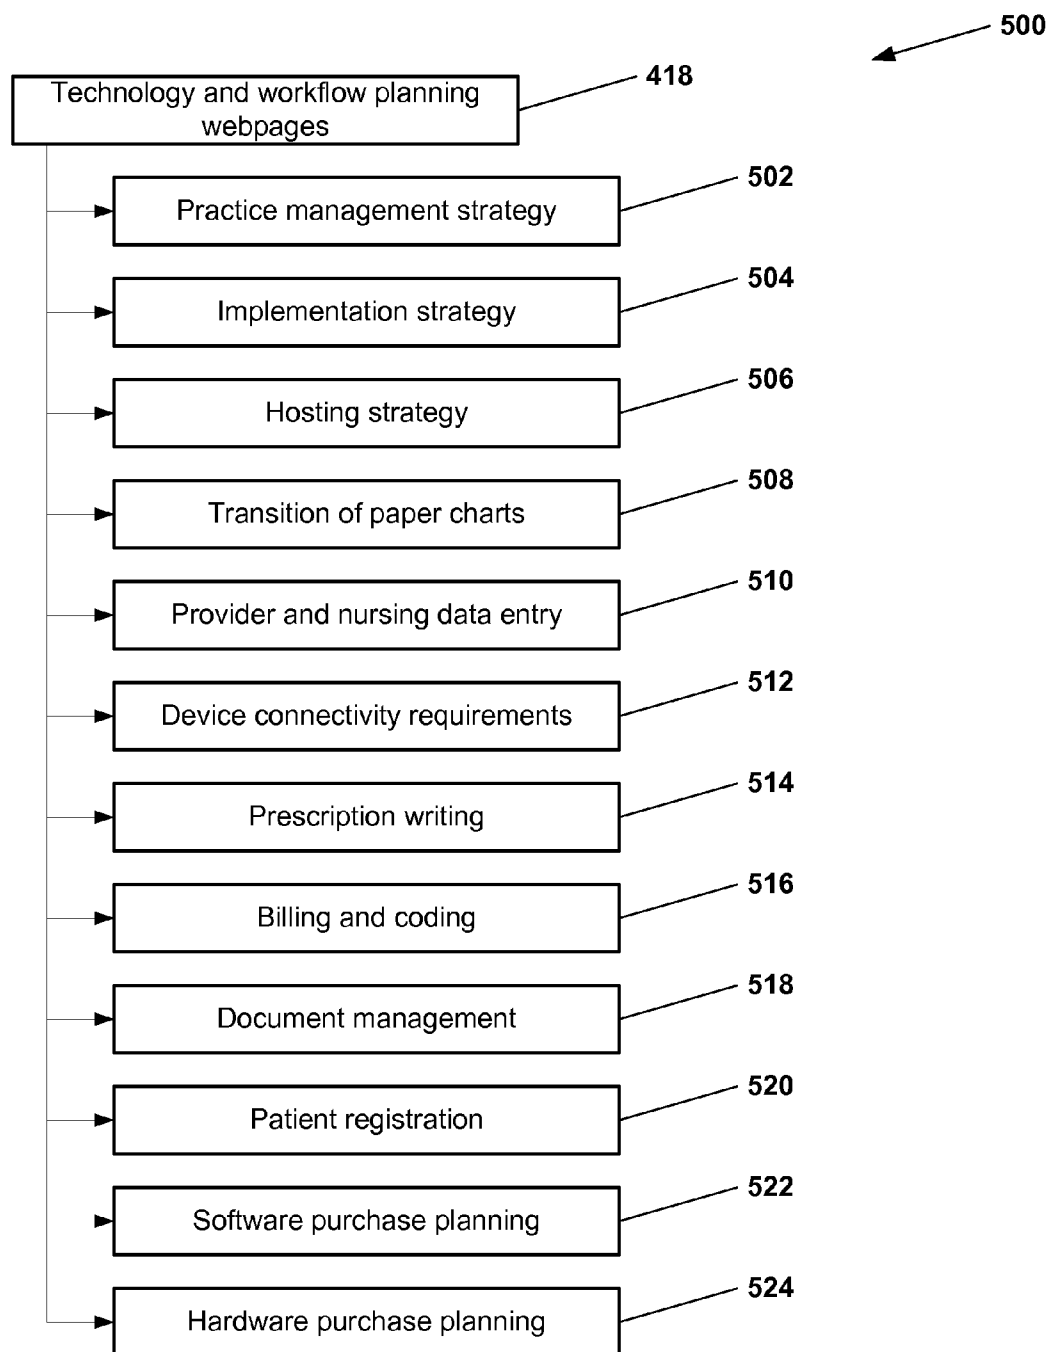 500
418
Technology and workflow planning
webpages
502
Practice management strategy
504
Implementation strategy
506
Hosting strategy
508
Transition of paper charts
510
Provider and nursing data entry
512
Device connectivity requirements
514
Prescription writing
516
Billing and coding
518
Document management
520
Patient registration
522
Software purchase planning
524
Hardware purchase planning